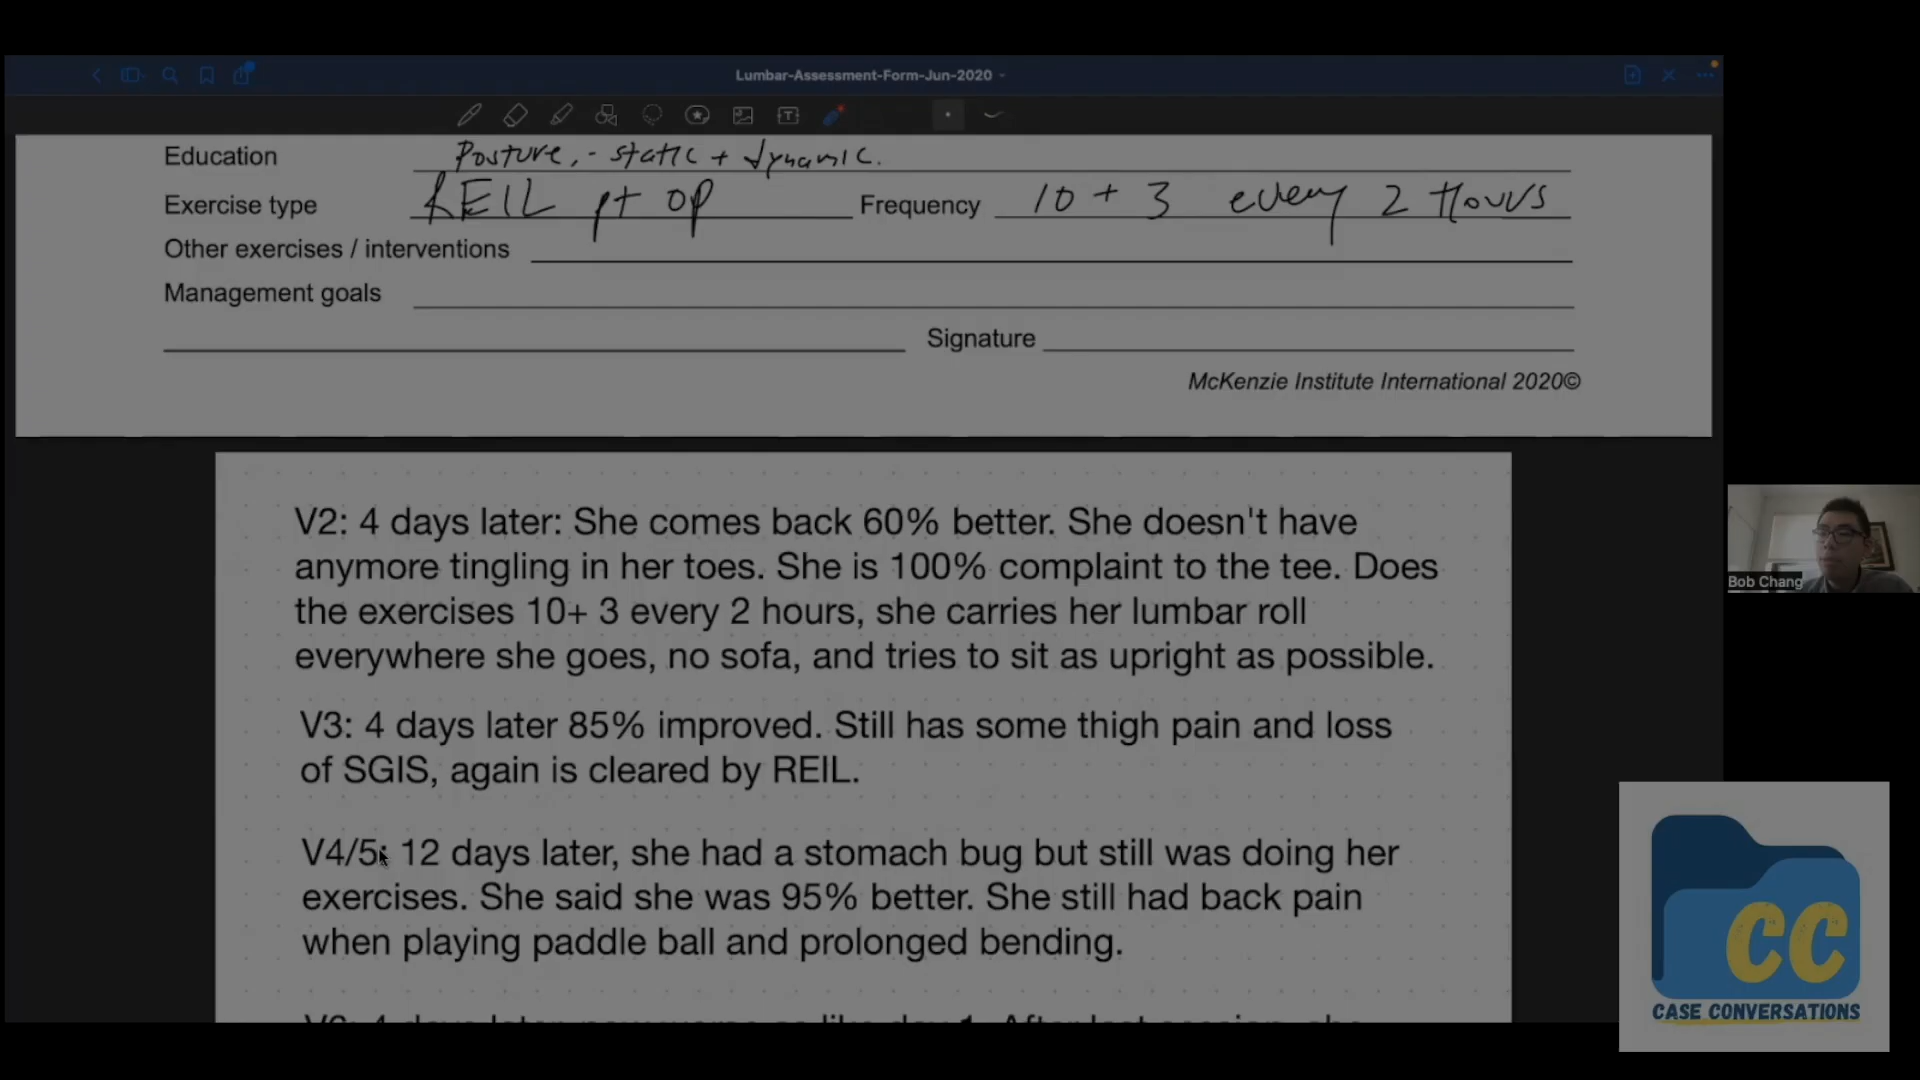 Lumbar-Assessment-Form-Jun-2020
Education Posture, - static + dynamic.
Exercise type REIL pt op Frequency 10 + 3 every 2 Hours
Other exercises / interventions
Management goals
Signature
McKenzie Institute International 2020©
V2: 4 days later: She comes back 60% better. She doesn't have
anymore tingling in her toes. She is 100% complaint to the tee. Does
the exercises 10+ 3 every 2 hours, she carries her lumbar roll
everywhere she goes, no sofa, and tries to sit as upright as possible.
V3: 4 days later 85% improved. Still has some thigh pain and loss
of SGIS, again is cleared by REIL.
V4/5: 12 days later, she had a stomach bug but still was doing her
exercises. She said she was 95% better. She still had back pain
when playing paddle ball and prolonged bending.
Bob Chang
CC
CASE CONVERSATIONS